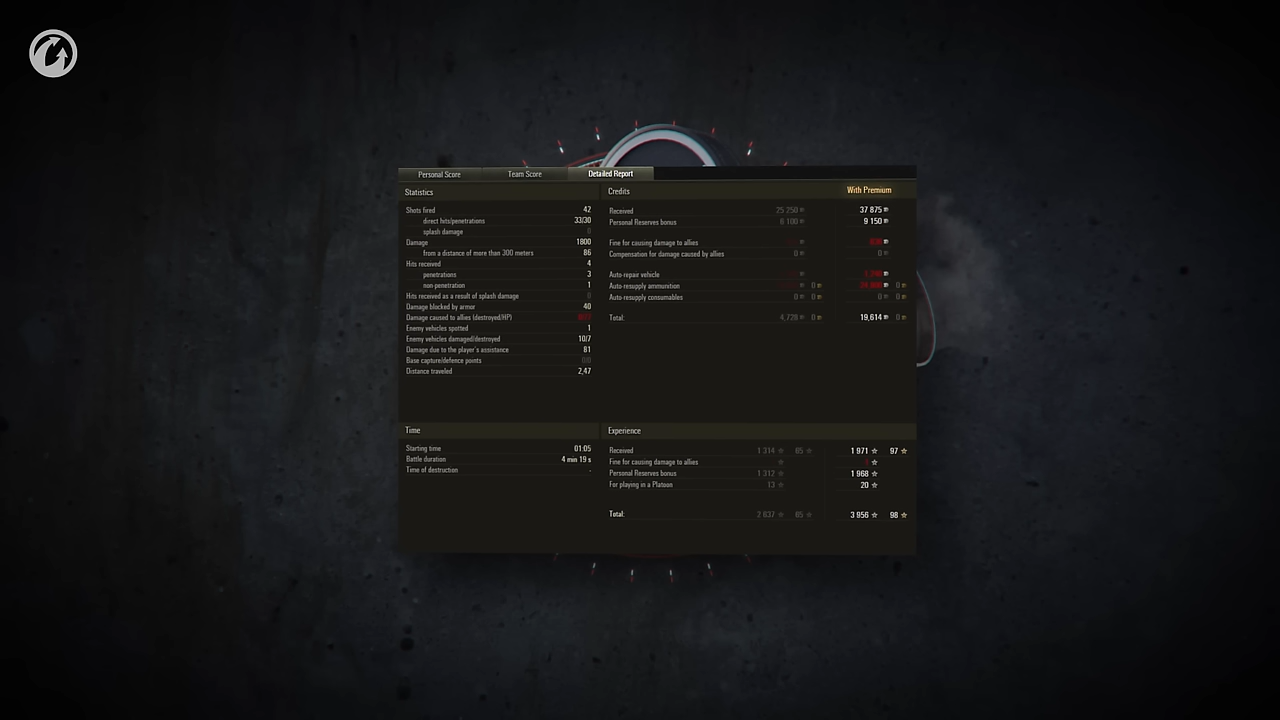 Personal Score Team Score Detailed Report
Statistics
Shots fired 42
direct hits/penetrations 33/30
splash damage 0
Damage 1800
from a distance of more than 300 meters 86
Hits received 4
penetrations 3
non-penetration 1
Hits received as a result of splash damage 0
Damage blocked by armor 40
Damage caused to allies (destroyed/HP)
Enemy vehicles spotted 1
Enemy vehicles damaged/destroyed 10/7
Damage due to the player's assistance 81
Base capture/defence points 0/0
Distance traveled 2,47
Credits With Premium
Received 25 250 37 875
Personal Reserves bonus 6 100 9 150
Fine for causing damage to allies
Compensation for damage caused by allies 0 0
Auto-repair vehicle
Auto-resupply ammunition 0 0
Auto-resupply consumables 0 0 0 0
Total: 4,728 0 19,614 0
Time
Starting time 01:05
Battle duration 4 min 19 s
Time of destruction -
Experience
Received 1 314 65 1 971 97
Fine for causing damage to allies
Personal Reserves bonus 1 312 1 968
For playing in a Platoon 13 20
Total: 2 637 65 3 956 98